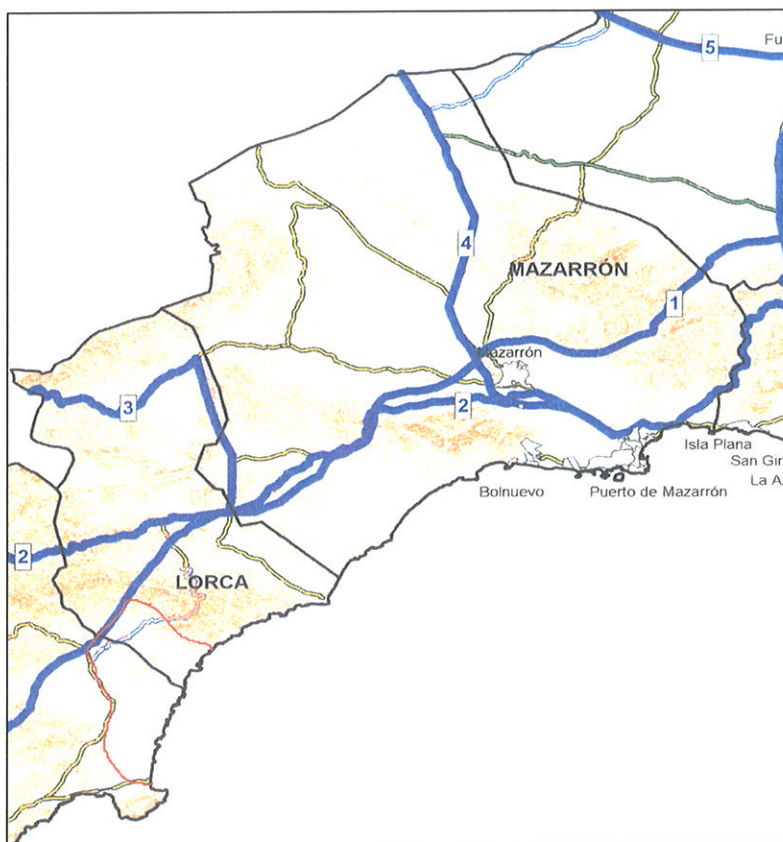 5
Fu
4
MAZARRÓN
1
Mazarrón
3
2
Isla Plana
San Gin
La A
Bolnuevo
Puerto de Mazarrón
2
LORCA